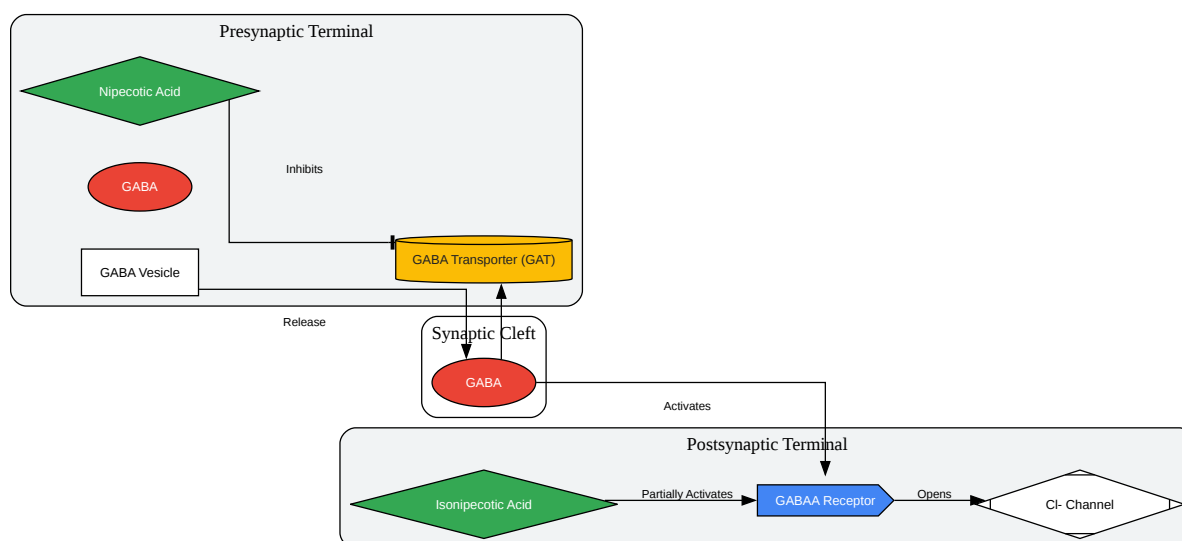 Presynaptic Terminal
Nipecotic Acid
Inhibits
GABA
GABA Transporter (GAT)
GABA Vesicle
Release
Synaptic Cleft
GABA
Activates
Postsynaptic Terminal
Isonipecotic Acid
Partially Activates
GABAA Receptor
Opens
Cl- Channel